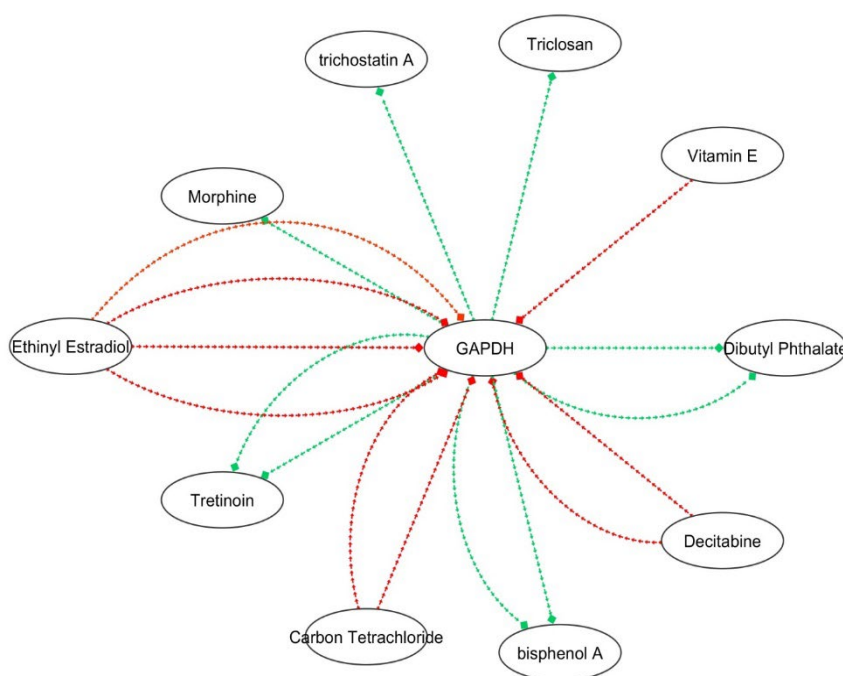 Triclosan
trichostatin A
Vitamin E
Morphine
Ethinyl Estradiol
GAPDH
Dibutyl Phthalate
Tretinoin
Decitabine
Carbon Tetrachloride
bisphenol A